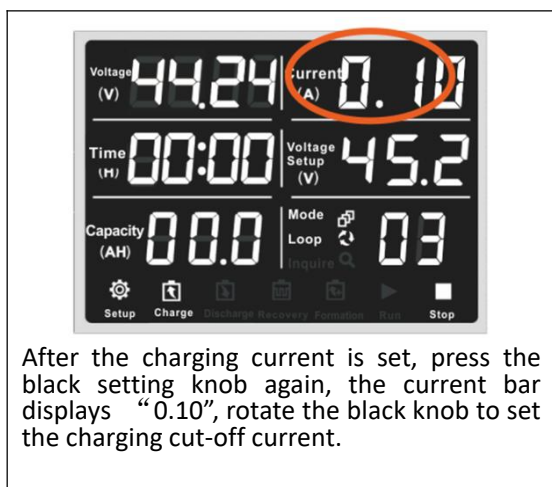 Voltage (V) 44.24 Current (A) 0.10
Time (H) 00:00 Voltage Setup (V) 45.2
Capacity (AH) 00.0 Mode Loop Inquire 03
Setup Charge Discharge Recovery Formation Run Stop
After the charging current is set, press the
black setting knob again, the current bar
displays “0.10”, rotate the black knob to set
the charging cut-off current.